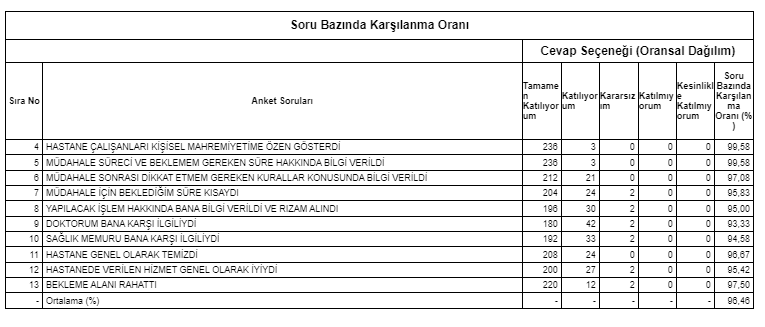 Soru Bazında Karşılanma Oranı
Cevap Seçeneği (Oransal Dağılım)
Sıra No Anket Soruları Tamamen Katılıyorum Katılıyorum Kararsızım Katılmıyorum Kesinlikle Katılmıyorum Soru Bazında Karşılanma Oranı (%)
4 HASTANE ÇALIŞANLARI KİŞİSEL MAHREMİYETİME ÖZEN GÖSTERDİ 236 3 0 0 0 99,58
5 MÜDAHALE SÜRECİ VE BEKLEMEM GEREKEN SÜRE HAKKINDA BİLGİ VERİLDİ 236 3 0 0 0 99,58
6 MÜDAHALE SONRASI DİKKAT ETMEM GEREKEN KURALLAR KONUSUNDA BİLGİ VERİLDİ 212 21 0 0 0 97,08
7 MÜDAHALE İÇİN BEKLEDİĞİM SÜRE KISAYDI 204 24 2 0 0 95,83
8 YAPILACAK İŞLEM HAKKINDA BANA BİLGİ VERİLDİ VE RIZAM ALINDI 196 30 2 0 0 95,00
9 DOKTORUM BANA KARŞI İLGİLİYDİ 180 42 2 0 0 93,33
10 SAĞLIK MEMURU BANA KARŞI İLGİLİYDİ 192 33 2 0 0 94,58
11 HASTANE GENEL OLARAK TEMİZDİ 208 24 0 0 0 96,67
12 HASTANEDE VERİLEN HİZMET GENEL OLARAK İYİYDİ 200 27 2 0 0 95,42
13 BEKLEME ALANI RAHATTI 220 12 2 0 0 97,50
- Ortalama (%) - - - - - 96,46